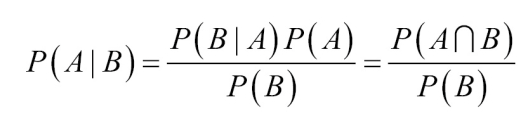 P(A|B) = P(B|A)P(A) / P(B) = P(A∩B) / P(B)